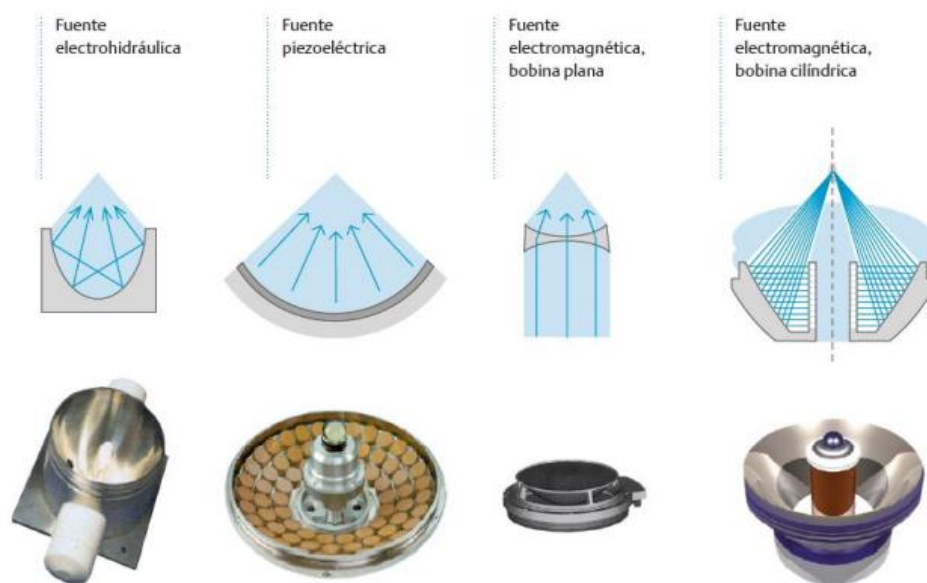 Fuente
electrohidráulica
Fuente
piezoeléctrica
Fuente
electromagnética,
bobina plana
Fuente
electromagnética,
bobina cilíndrica